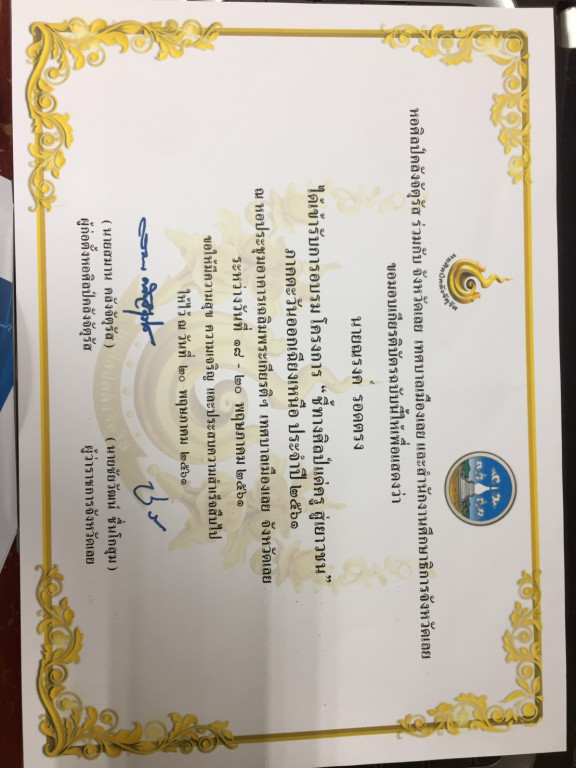 หอศิลป์คลังจัตุรัส ร่วมกับ จังหวัดเลย เทศบาลเมืองเลย และสำนักงานศึกษาธิการจังหวัดเลย
ขอมอบเกียรติบัตรฉบับนี้ให้เพื่อแสดงว่า
นายณรงค์ รอดตรง
ได้เข้ารับการอบรม โครงการ “ชี้ทางศิลป์แด่ครู สู่เยาวชน”
ภาคตะวันออกเฉียงเหนือ ประจำปี ๒๕๖๑
ระหว่างวันที่ ๑๘ - ๒๐ พฤษภาคม ๒๕๖๑
ณ หอประชุมอาคารเฉลิมพระเกียรติฯ เทศบาลเมืองเลย จังหวัดเลย
ขอให้มีความสุข ความเจริญ และประสบความสำเร็จสืบไป
ให้ไว้ ณ วันที่ ๒๐ พฤษภาคม ๒๕๖๑
( นายสมาน คลังจัตุรัส ) ( นายชัยวัฒน์ ชื่นโกสุม )
ผู้ก่อตั้งหอศิลป์คลังจัตุรัส ผู้ว่าราชการจังหวัดเลย